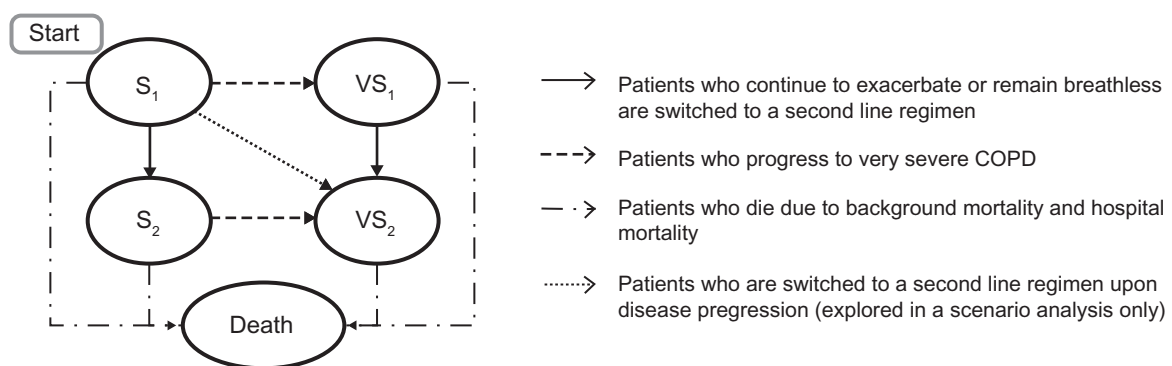 Start
S₁
VS₁
S₂
VS₂
Death
Patients who continue to exacerbate or remain breathless
are switched to a second line regimen
Patients who progress to very severe COPD
Patients who die due to background mortality and hospital
mortality
Patients who are switched to a second line regimen upon
disease pregression (explored in a scenario analysis only)